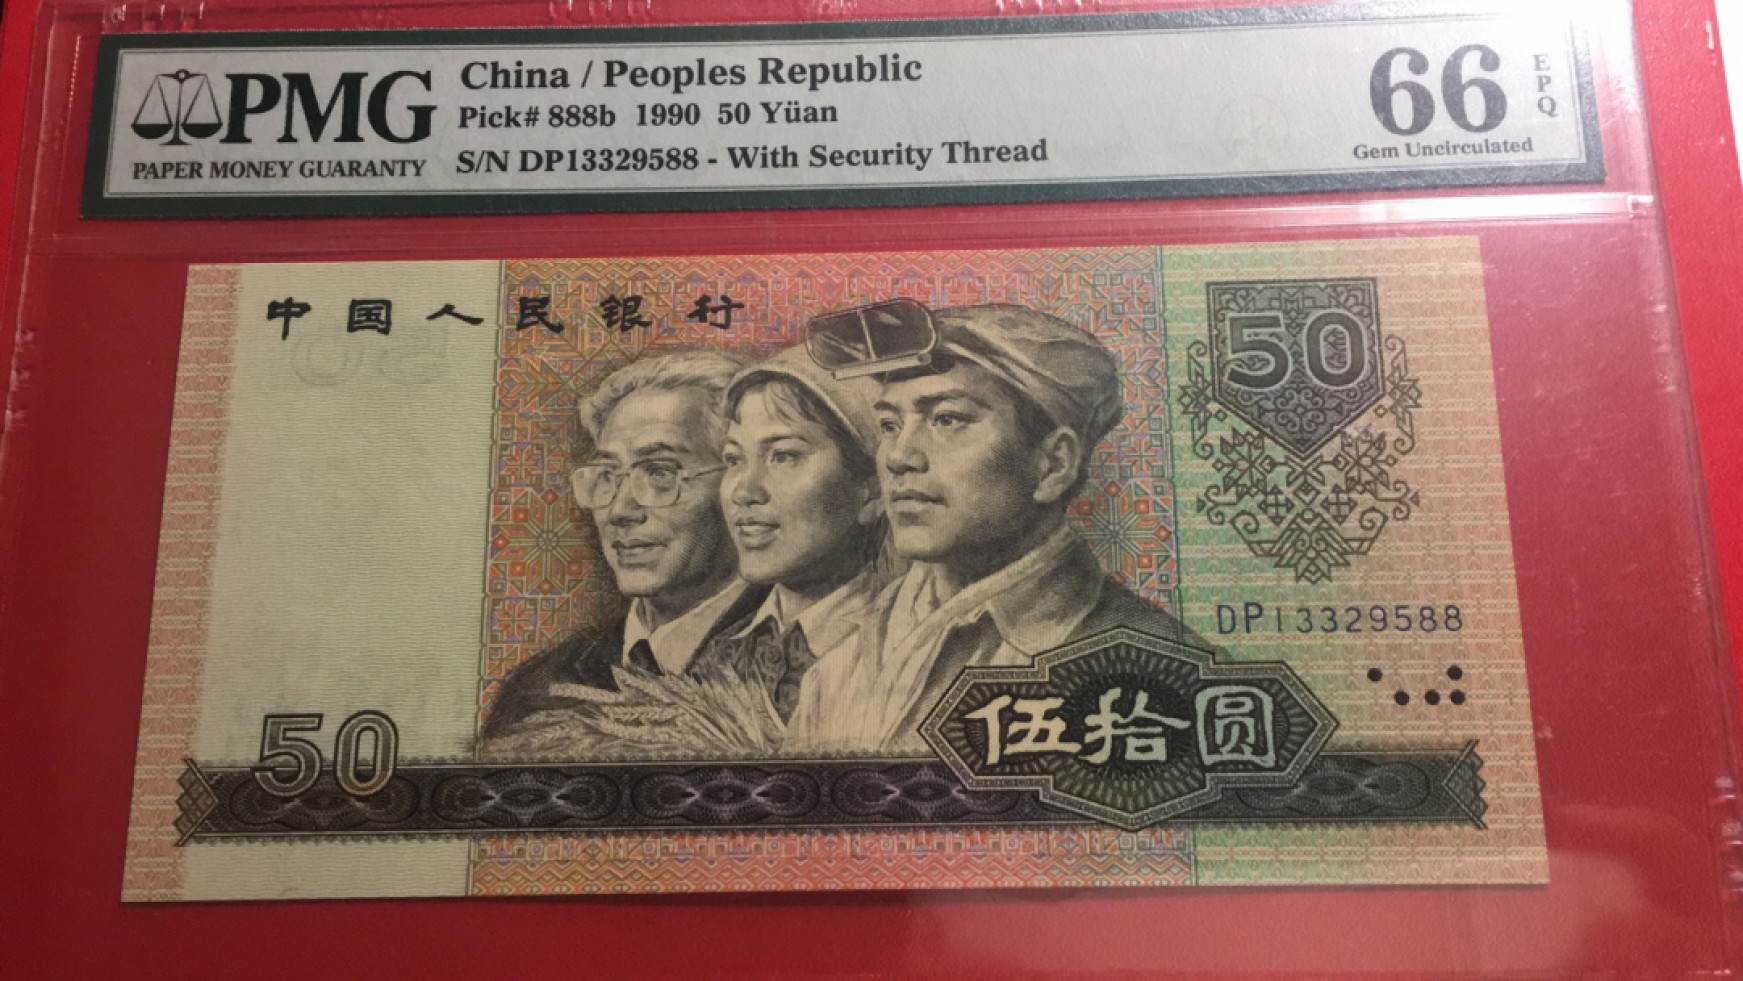 PMG
PAPER MONEY GUARANTY
China / Peoples Republic
Pick# 888b 1990 50 Yüan
S/N DP13329588 - With Security Thread
66
EPQ
Gem Uncirculated
中国人民银行
50
DP13329588
50
伍拾圆